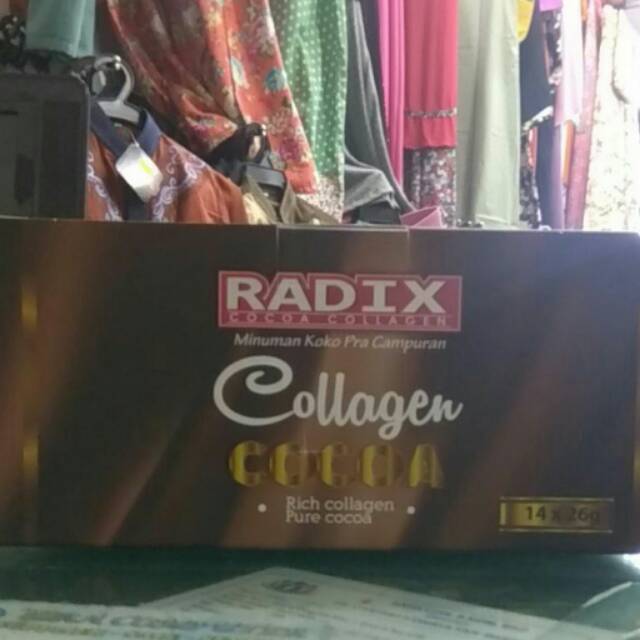 RADIX
COCOA COLLAGEN
Minuman Koko Pra Campuran
Collagen
COCOA
Rich collagen
Pure cocoa
14 x 26g